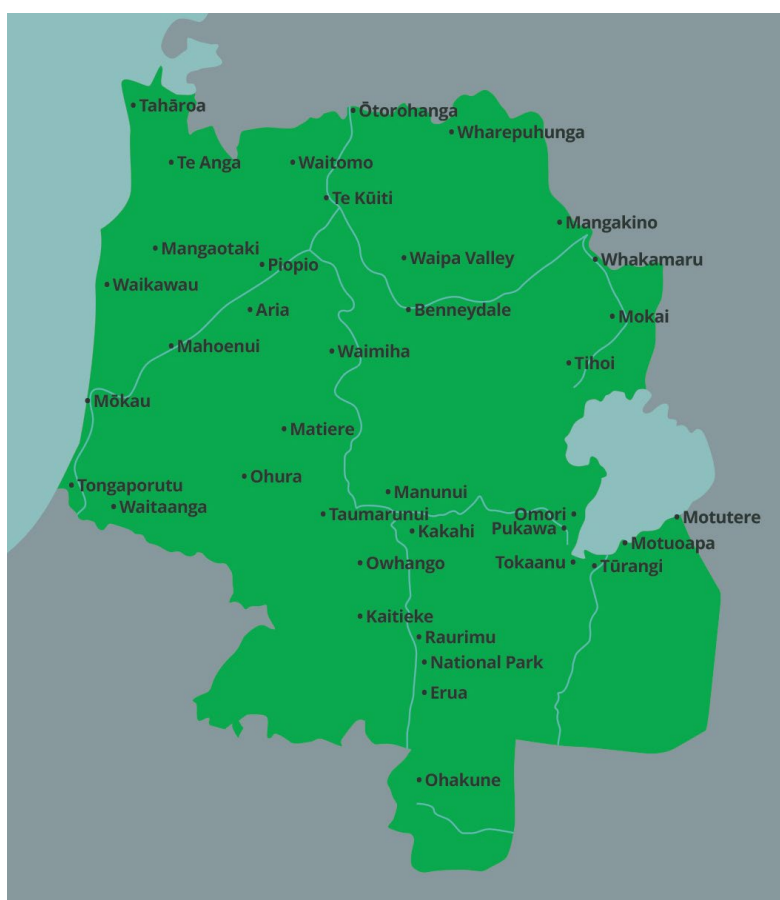 Tahāroa
Ōtorohanga
Wharepuhunga
Te Anga
Waitomo
Te Kūiti
Mangakino
Mangaotaki
Piopio
Waipa Valley
Whakamaru
Waikawau
Aria
Benneydale
Mokai
Mahoenui
Waimiha
Tihoi
Mōkau
Matiere
Ohura
Tongaporutu
Manunui
Waitaanga
Taumarunui
Omori
Motutere
Kakahi
Pukawa
Motuoapa
Owhango
Tokaanu
Tūrangi
Kaitieke
Raurimu
National Park
Erua
Ohakune